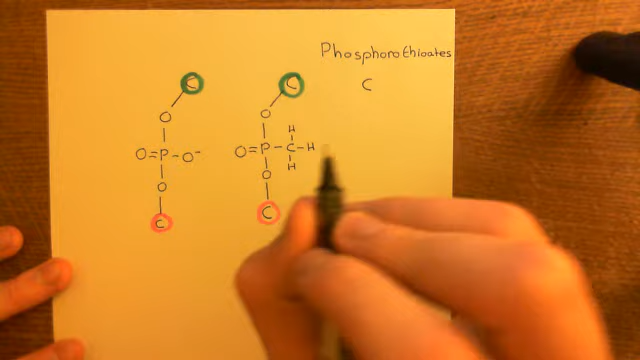 Phosphorothioates
C C C
O O H
O=P-O⁻ O=P-C-H
O O H
C C